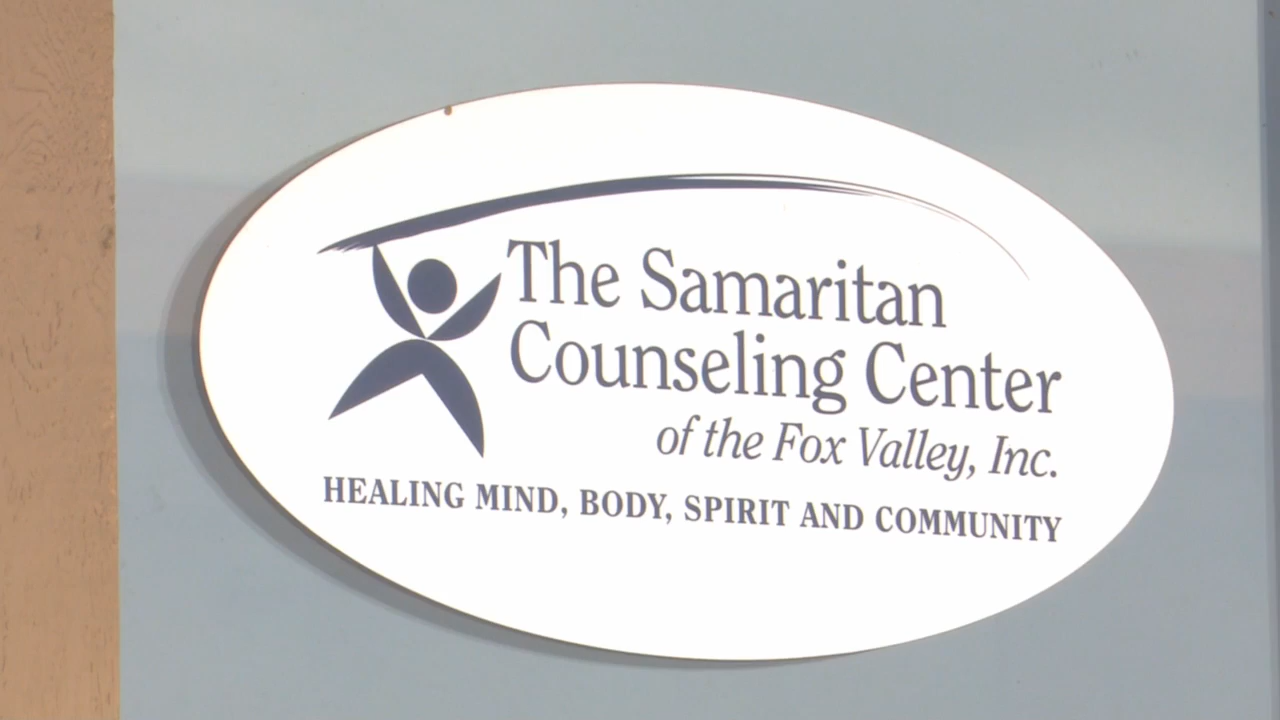 The Samaritan
Counseling Center
of the Fox Valley, Inc.
HEALING MIND, BODY, SPIRIT AND COMMUNITY